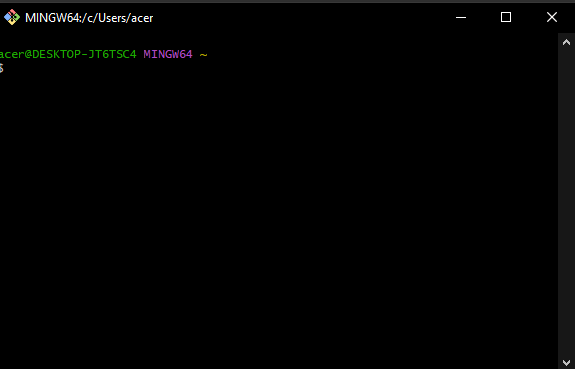 MINGW64:/c/Users/acer
acer@DESKTOP-JT6TSC4 MINGW64 ~
$